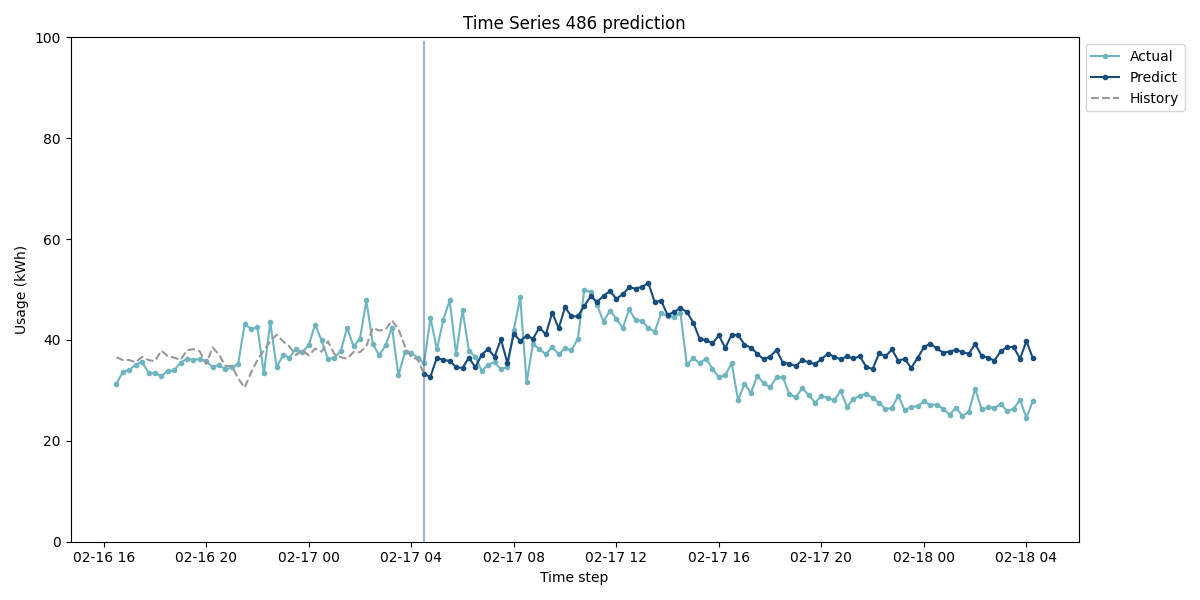 Time Series 486 prediction
Usage (kWh)
100
80
60
40
20
0
02-16 16 02-16 20 02-17 00 02-17 04 02-17 08 02-17 12 02-17 16 02-17 20 02-18 00 02-18 04
Time step
Actual
Predict
History